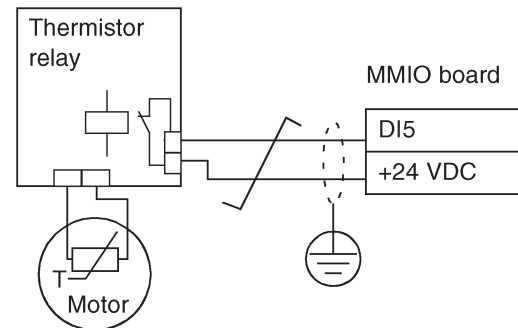 Thermistor
relay
MMIO board
DI5
+24 VDC
T
Motor